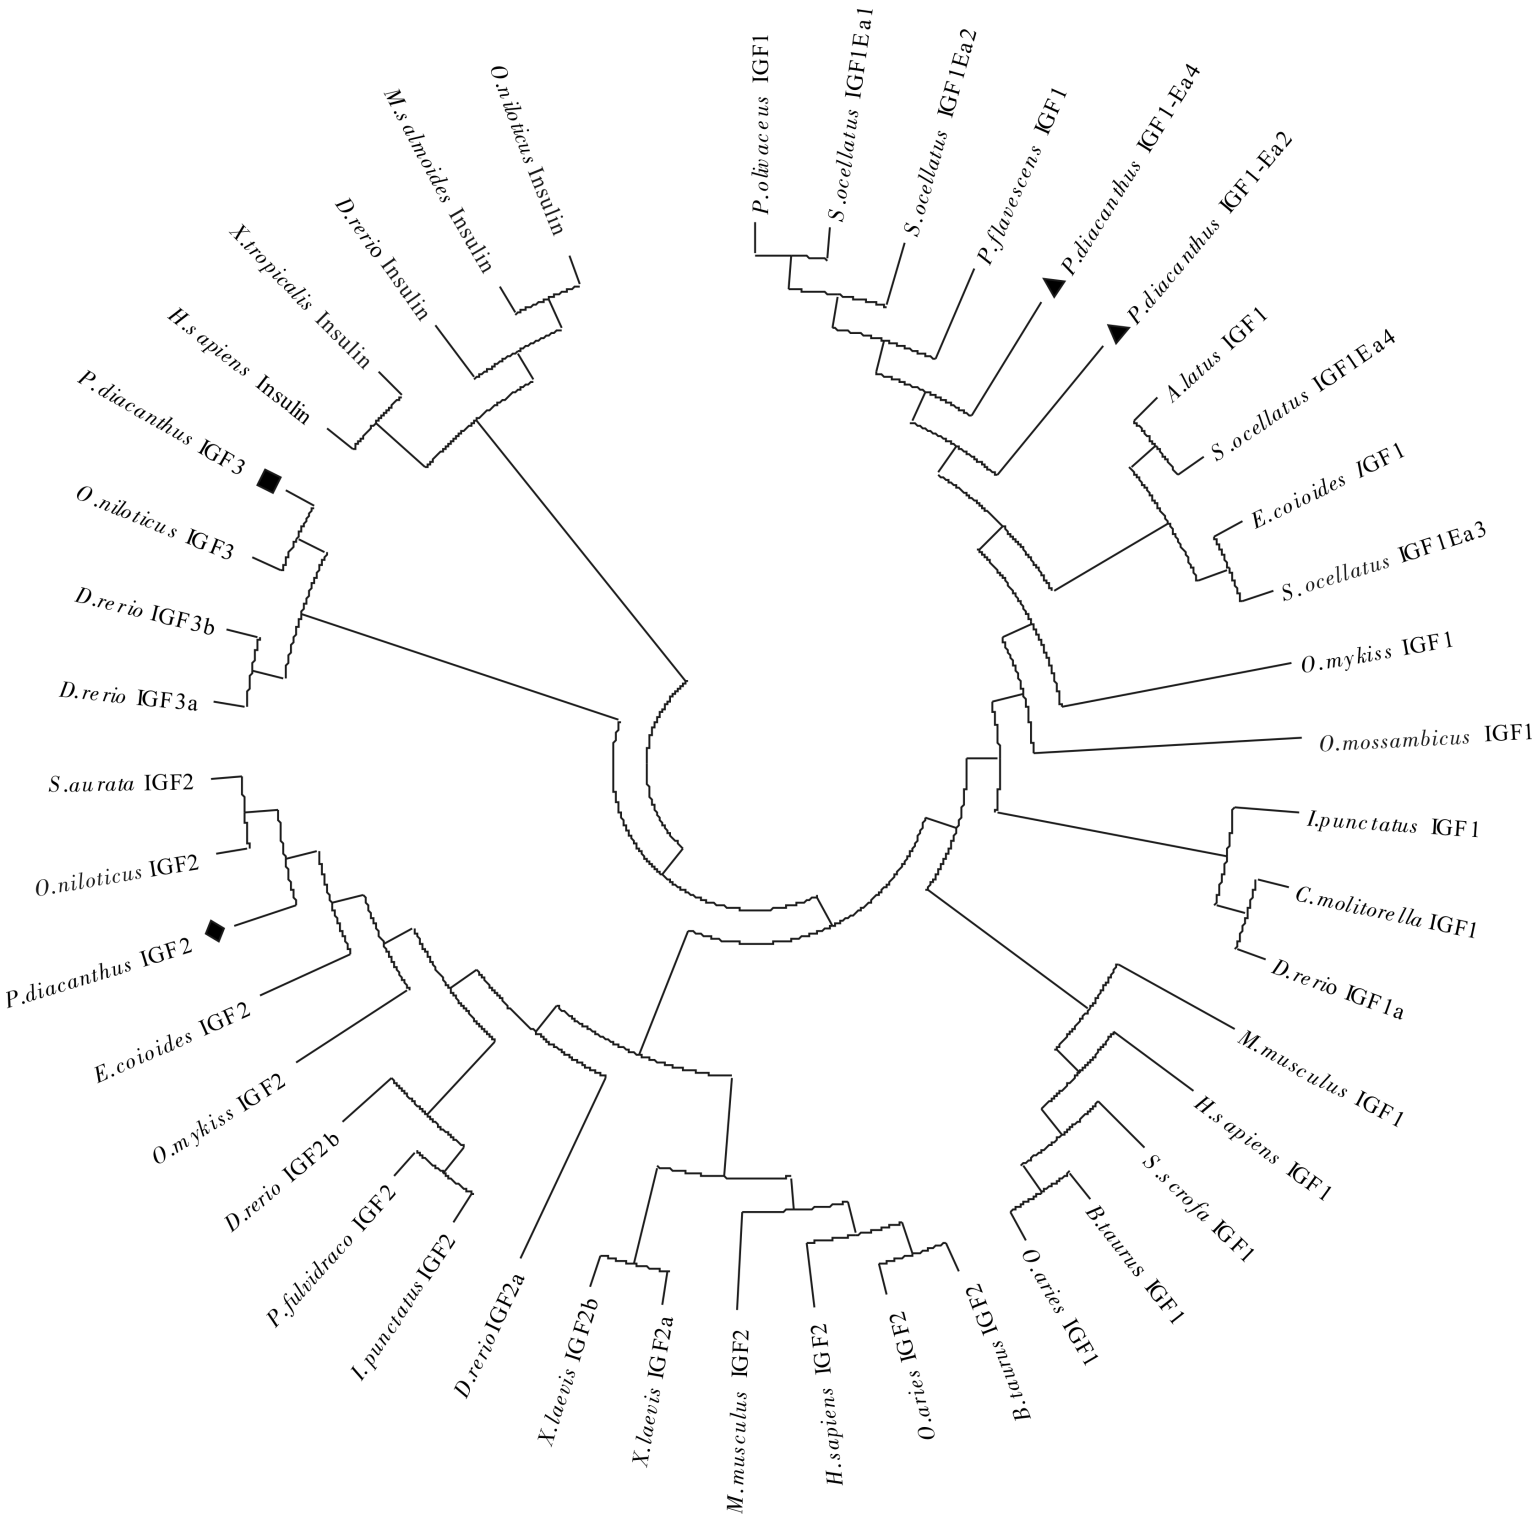 P.olivaceus IGF1
S.ocellatus IGF1Ea1
S.ocellatus IGF1Ea2
P.flavescens IGF1
P.diacanthus IGF1-Ea4
P.diacanthus IGF1-Ea2
A.latus IGF1
S.ocellatus IGF1Ea4
E.coioides IGF1
S.ocellatus IGF1Ea3
O.mykiss IGF1
O.mossambicus IGF1
I.punctatus IGF1
C.molitorella IGF1
D.rerio IGF1a
M.musculus IGF1
H.sapiens IGF1
S.scrofa IGF1
B.taurus IGF1
O.aries IGF1
B.taurus IGF2
O.aries IGF2
H.sapiens IGF2
M.musculus IGF2
X.laevis IGF2a
X.laevis IGF2b
D.rerio IGF2a
I.punctatus IGF2
P.fulvidraco IGF2
D.rerio IGF2b
O.mykiss IGF2
E.coioides IGF2
P.diacanthus IGF2
O.niloticus IGF2
S.aurata IGF2
D.rerio IGF3a
D.rerio IGF3b
O.niloticus IGF3
P.diacanthus IGF3
H.sapiens Insulin
X.tropicalis Insulin
D.rerio Insulin
M.salmoides Insulin
O.niloticus Insulin